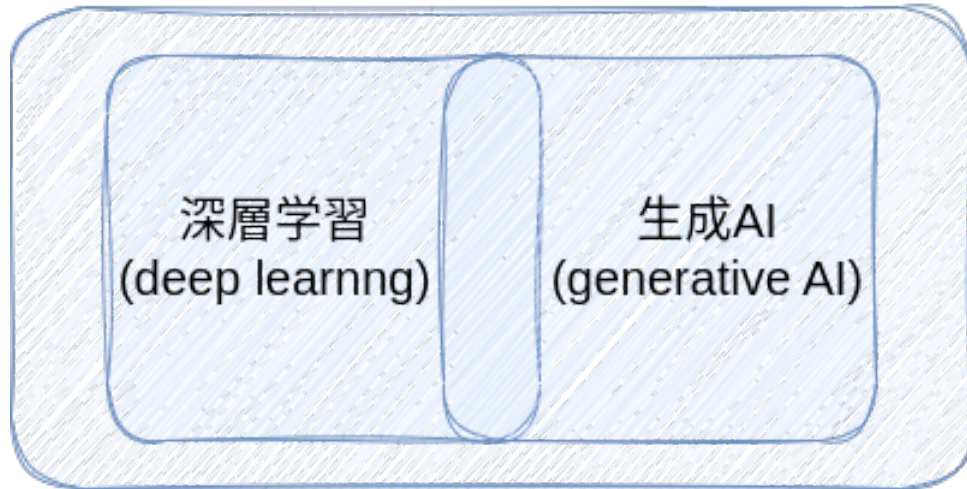 深層学習
(deep learnng)
生成AI
(generative AI)